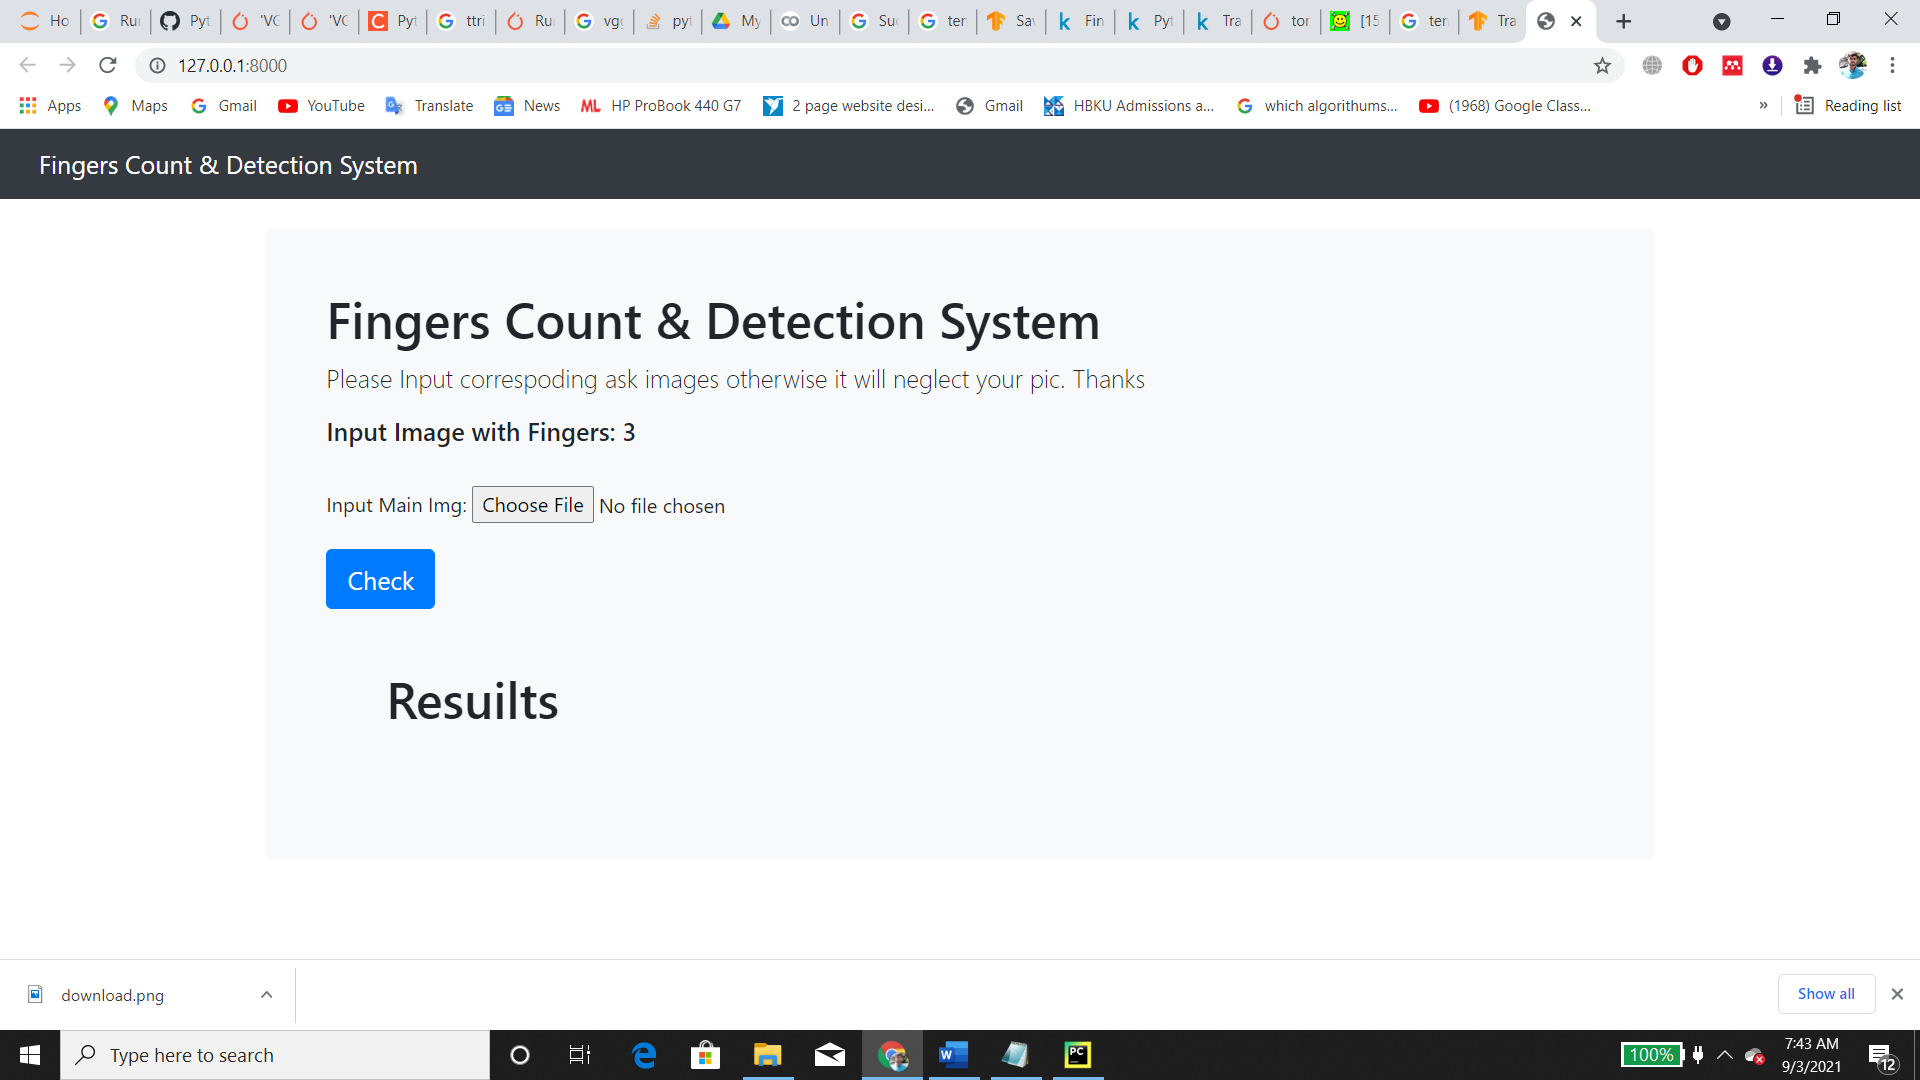 Ho Rur Pyt 'VC 'VC Pyt ttri Ru vg pyt My Un Suc ter Sav Fin Pyt Tra tor [15 ter Tra
127.0.0.1:8000
Apps Maps Gmail YouTube Translate News HP ProBook 440 G7 2 page website desi... Gmail HBKU Admissions a... which algorithums... (1968) Google Class... » Reading list
Fingers Count & Detection System
Fingers Count & Detection System
Please Input correspoding ask images otherwise it will neglect your pic. Thanks
Input Image with Fingers: 3
Input Main Img: Choose File No file chosen
Check
Resuilts
download.png
Show all
Type here to search
100%
7:43 AM
9/3/2021
12